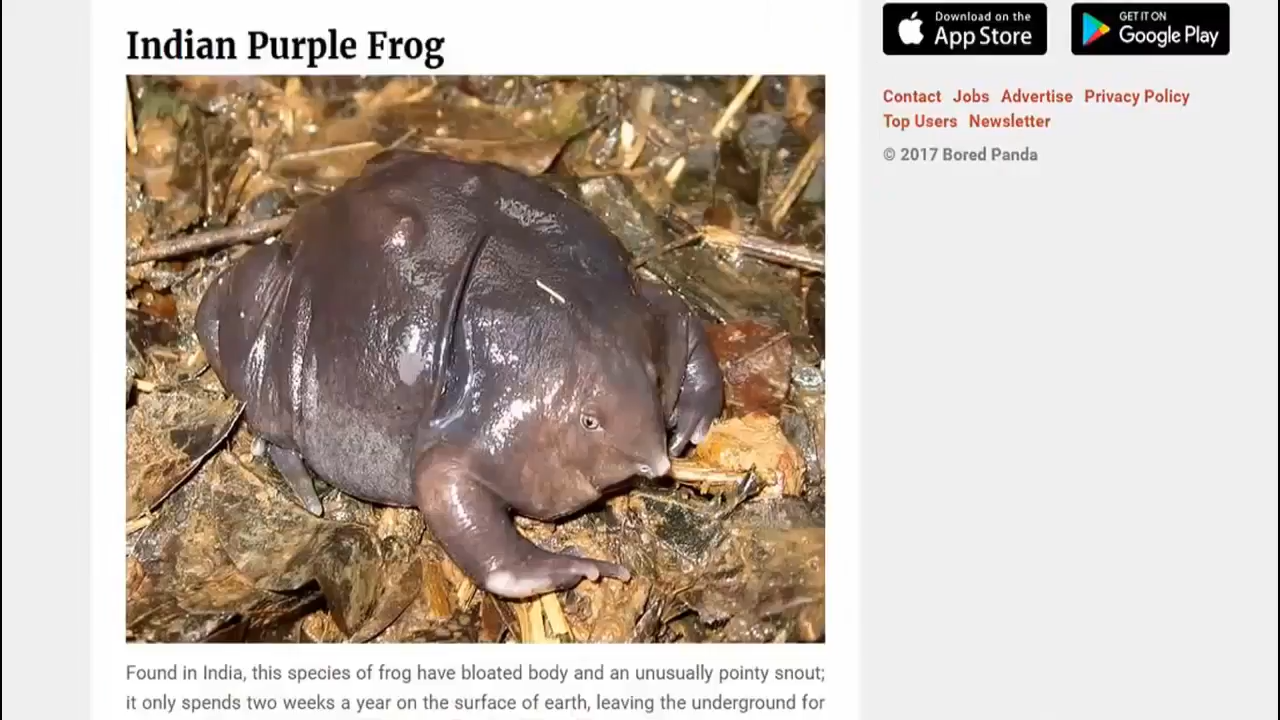 Indian Purple Frog
Found in India, this species of frog have bloated body and an unusually pointy snout;
it only spends two weeks a year on the surface of earth, leaving the underground for
Download on the
App Store
GET IT ON
Google Play
Contact Jobs Advertise Privacy Policy
Top Users Newsletter
© 2017 Bored Panda